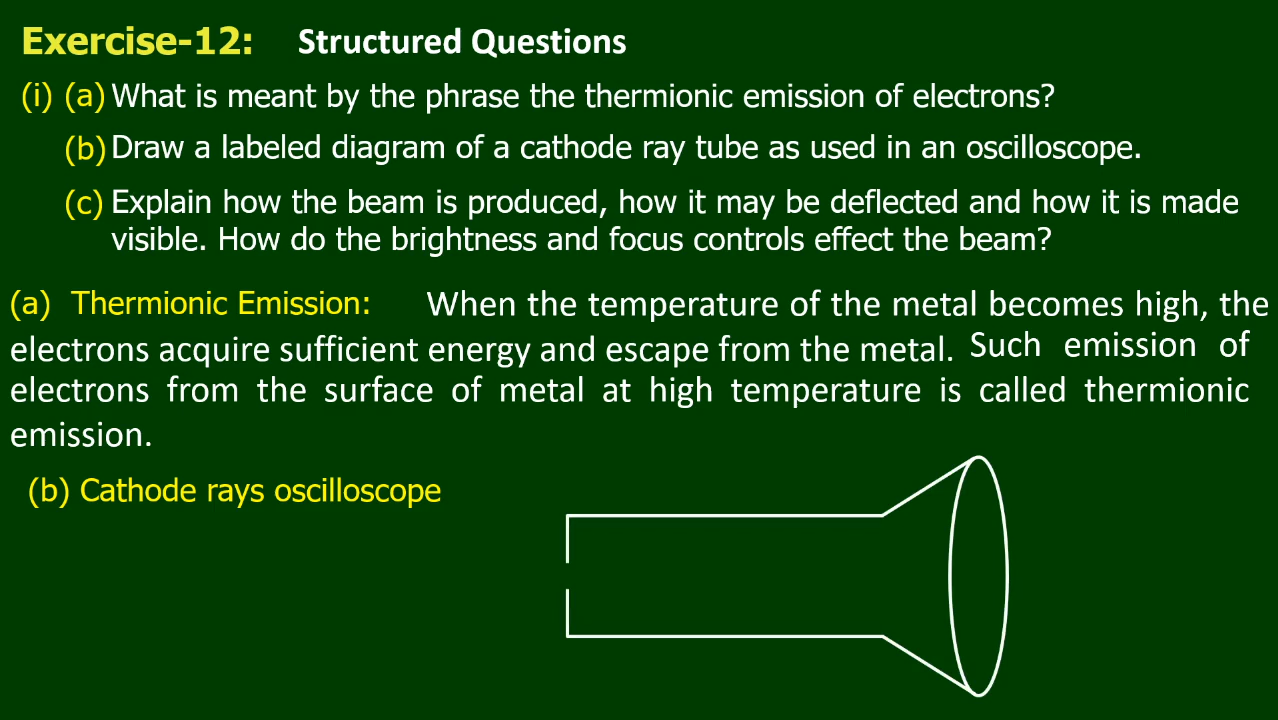 Exercise-12: Structured Questions
(i) (a) What is meant by the phrase the thermionic emission of electrons?
(b) Draw a labeled diagram of a cathode ray tube as used in an oscilloscope.
(c) Explain how the beam is produced, how it may be deflected and how it is made
visible. How do the brightness and focus controls effect the beam?
(a) Thermionic Emission: When the temperature of the metal becomes high, the
electrons acquire sufficient energy and escape from the metal. Such emission of
electrons from the surface of metal at high temperature is called thermionic
emission.
(b) Cathode rays oscilloscope